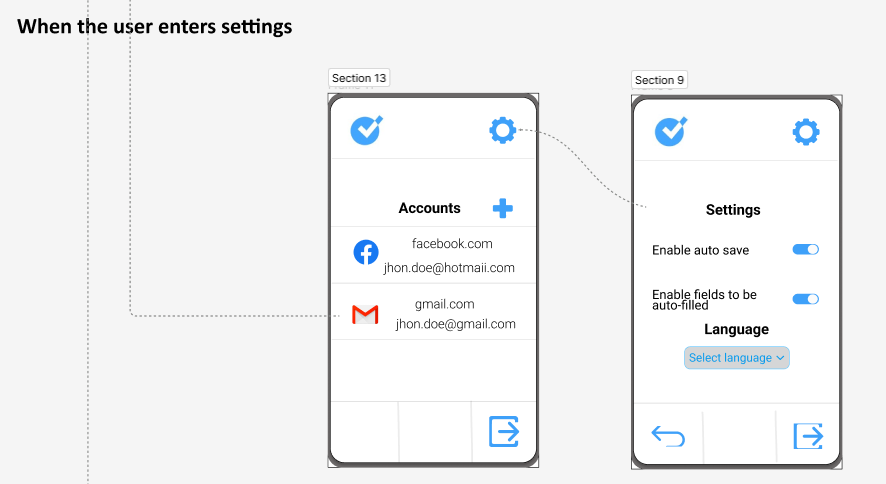 When the user enters settings
Section 13
Section 9
Accounts
facebook.com
jhon.doe@hotmaii.com
gmail.com
jhon.doe@gmail.com
Settings
Enable auto save
Enable fields to be
auto-filled
Language
Select language